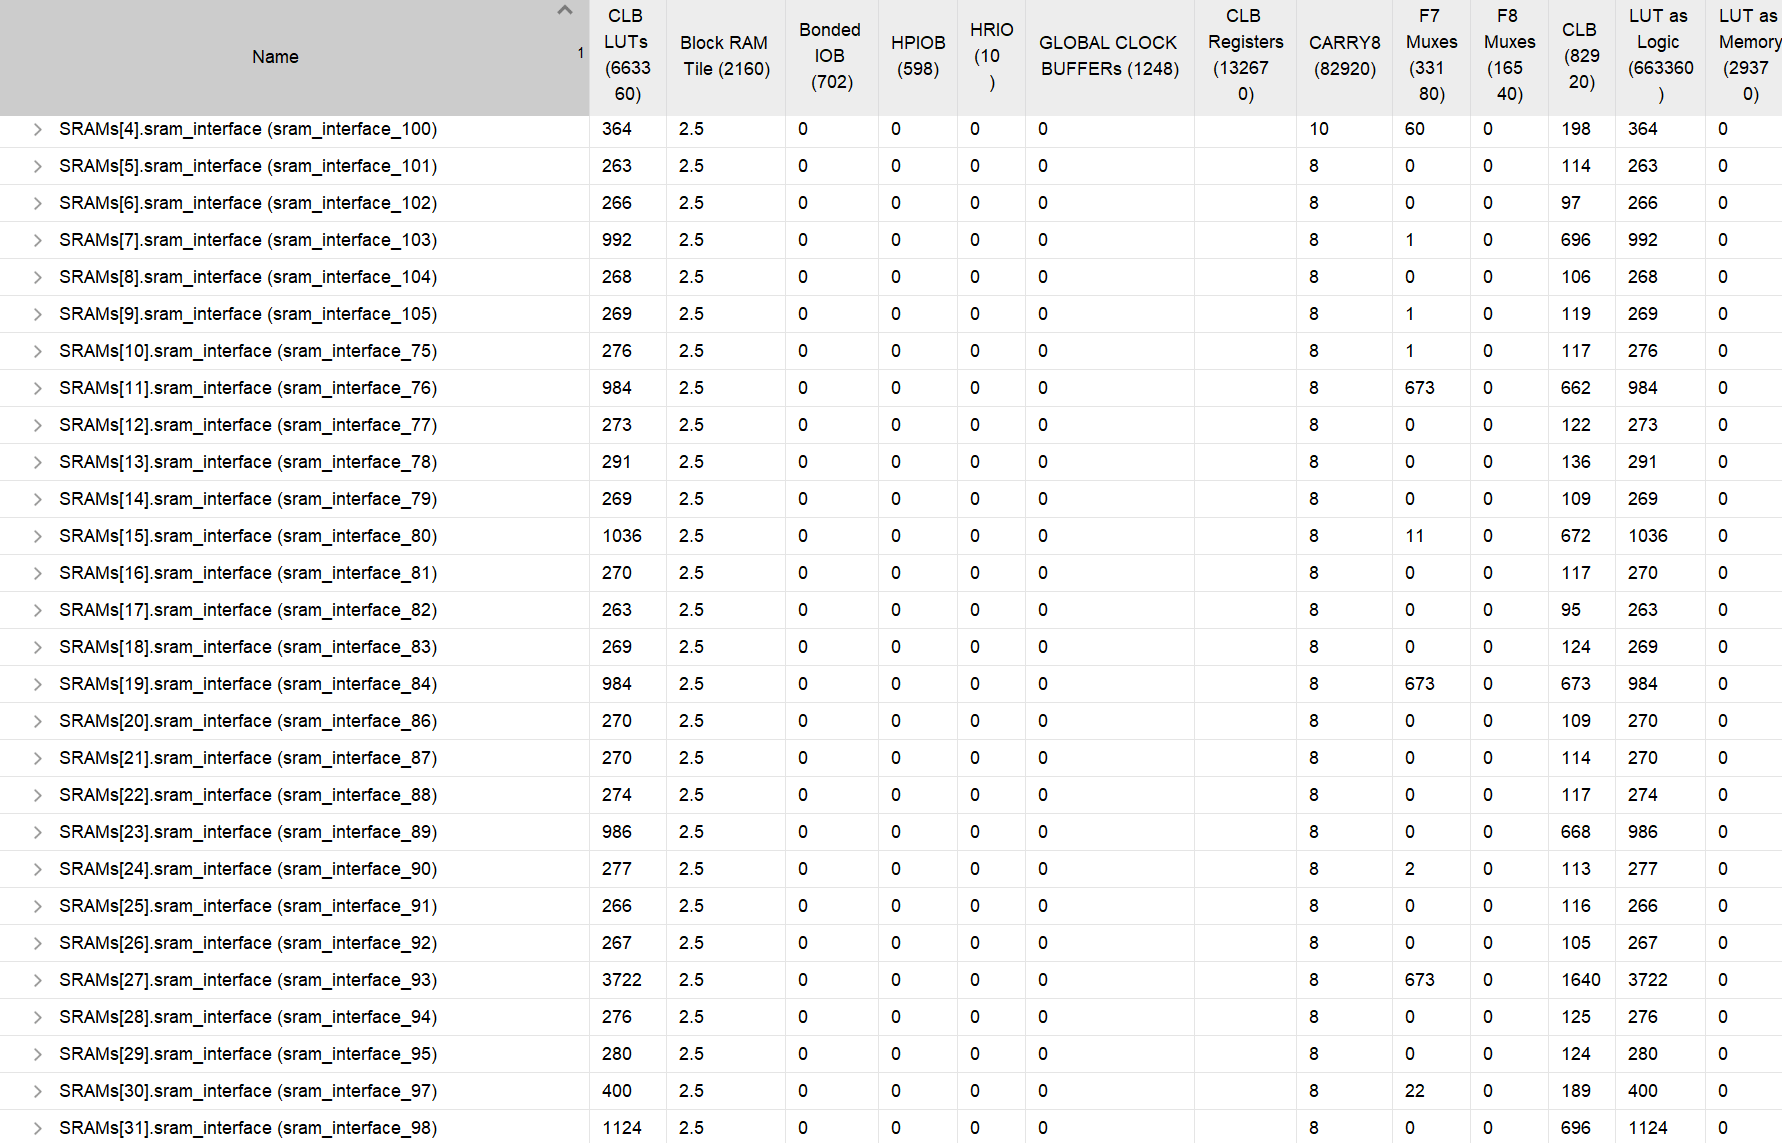 Name 1 CLB LUTs (663360) Block RAM Tile (2160) Bonded IOB (702) HPIOB (598) HRIO (10) GLOBAL CLOCK BUFFERs (1248) CLB Registers (1326720) CARRY8 (82920) F7 Muxes (33180) F8 Muxes (16540) CLB (82920) LUT as Logic (663360) LUT as Memory (29370)
SRAMs[4].sram_interface (sram_interface_100) 364 2.5 0 0 0 0 10 60 0 198 364 0
SRAMs[5].sram_interface (sram_interface_101) 263 2.5 0 0 0 0 8 0 0 114 263 0
SRAMs[6].sram_interface (sram_interface_102) 266 2.5 0 0 0 0 8 0 0 97 266 0
SRAMs[7].sram_interface (sram_interface_103) 992 2.5 0 0 0 0 8 1 0 696 992 0
SRAMs[8].sram_interface (sram_interface_104) 268 2.5 0 0 0 0 8 0 0 106 268 0
SRAMs[9].sram_interface (sram_interface_105) 269 2.5 0 0 0 0 8 1 0 119 269 0
SRAMs[10].sram_interface (sram_interface_75) 276 2.5 0 0 0 0 8 1 0 117 276 0
SRAMs[11].sram_interface (sram_interface_76) 984 2.5 0 0 0 0 8 673 0 662 984 0
SRAMs[12].sram_interface (sram_interface_77) 273 2.5 0 0 0 0 8 0 0 122 273 0
SRAMs[13].sram_interface (sram_interface_78) 291 2.5 0 0 0 0 8 0 0 136 291 0
SRAMs[14].sram_interface (sram_interface_79) 269 2.5 0 0 0 0 8 0 0 109 269 0
SRAMs[15].sram_interface (sram_interface_80) 1036 2.5 0 0 0 0 8 11 0 672 1036 0
SRAMs[16].sram_interface (sram_interface_81) 270 2.5 0 0 0 0 8 0 0 117 270 0
SRAMs[17].sram_interface (sram_interface_82) 263 2.5 0 0 0 0 8 0 0 95 263 0
SRAMs[18].sram_interface (sram_interface_83) 269 2.5 0 0 0 0 8 0 0 124 269 0
SRAMs[19].sram_interface (sram_interface_84) 984 2.5 0 0 0 0 8 673 0 673 984 0
SRAMs[20].sram_interface (sram_interface_86) 270 2.5 0 0 0 0 8 0 0 109 270 0
SRAMs[21].sram_interface (sram_interface_87) 270 2.5 0 0 0 0 8 0 0 114 270 0
SRAMs[22].sram_interface (sram_interface_88) 274 2.5 0 0 0 0 8 0 0 117 274 0
SRAMs[23].sram_interface (sram_interface_89) 986 2.5 0 0 0 0 8 0 0 668 986 0
SRAMs[24].sram_interface (sram_interface_90) 277 2.5 0 0 0 0 8 2 0 113 277 0
SRAMs[25].sram_interface (sram_interface_91) 266 2.5 0 0 0 0 8 0 0 116 266 0
SRAMs[26].sram_interface (sram_interface_92) 267 2.5 0 0 0 0 8 0 0 105 267 0
SRAMs[27].sram_interface (sram_interface_93) 3722 2.5 0 0 0 0 8 673 0 1640 3722 0
SRAMs[28].sram_interface (sram_interface_94) 276 2.5 0 0 0 0 8 0 0 125 276 0
SRAMs[29].sram_interface (sram_interface_95) 280 2.5 0 0 0 0 8 0 0 124 280 0
SRAMs[30].sram_interface (sram_interface_97) 400 2.5 0 0 0 0 8 22 0 189 400 0
SRAMs[31].sram_interface (sram_interface_98) 1124 2.5 0 0 0 0 8 0 0 696 1124 0